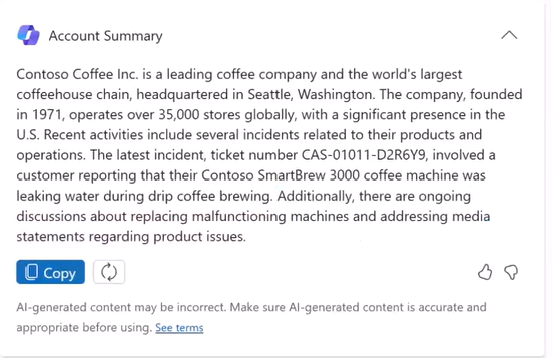 Account Summary
Contoso Coffee Inc. is a leading coffee company and the world's largest
coffeehouse chain, headquartered in Seattle, Washington. The company, founded
in 1971, operates over 35,000 stores globally, with a significant presence in the
U.S. Recent activities include several incidents related to their products and
operations. The latest incident, ticket number CAS-01011-D2R6Y9, involved a
customer reporting that their Contoso SmartBrew 3000 coffee machine was
leaking water during drip coffee brewing. Additionally, there are ongoing
discussions about replacing malfunctioning machines and addressing media
statements regarding product issues.
Copy
AI-generated content may be incorrect. Make sure AI-generated content is accurate and
appropriate before using. See terms